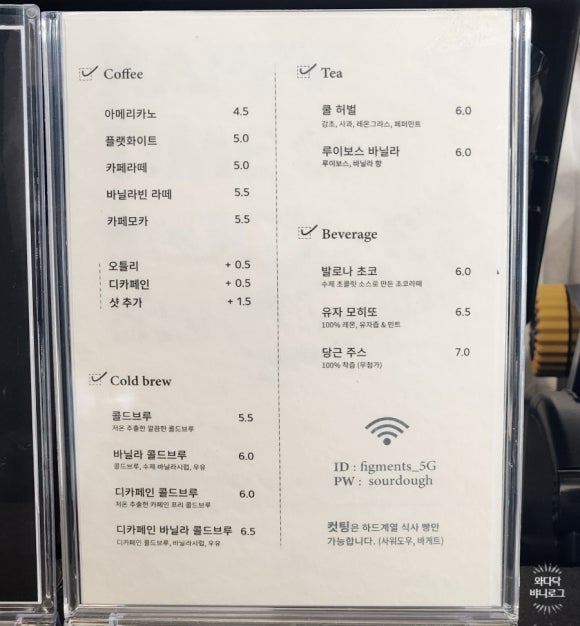 Coffee
아메리카노 4.5
플랫화이트 5.0
카페라떼 5.0
바닐라빈 라떼 5.5
카페모카 5.5
오틀리 + 0.5
디카페인 + 0.5
샷 추가 + 1.5
Cold brew
콜드브루 5.5
저온 추출한 깔끔한 콜드브루
바닐라 콜드브루 6.0
콜드브루, 수제 바닐라시럽, 우유
디카페인 콜드브루 6.0
저온 추출한 카페인 프리 콜드브루
디카페인 바닐라 콜드브루 6.5
디카페인 콜드브루, 바닐라시럽, 우유
Tea
쿨 허벌 6.0
감초, 사과, 레몬그라스, 페퍼민트
루이보스 바닐라 6.0
루이보스, 바닐라 향
Beverage
발로나 초코 6.0
수제 초콜릿 소스로 만든 초코라떼
유자 모히또 6.5
100% 레몬, 유자즙 & 민트
당근 주스 7.0
100% 착즙 (무첨가)
ID : figments_5G
PW : sourdough
컷팅은 하드계열 식사 빵만
가능합니다. (사워도우, 바게트)
와다닥
바니로그